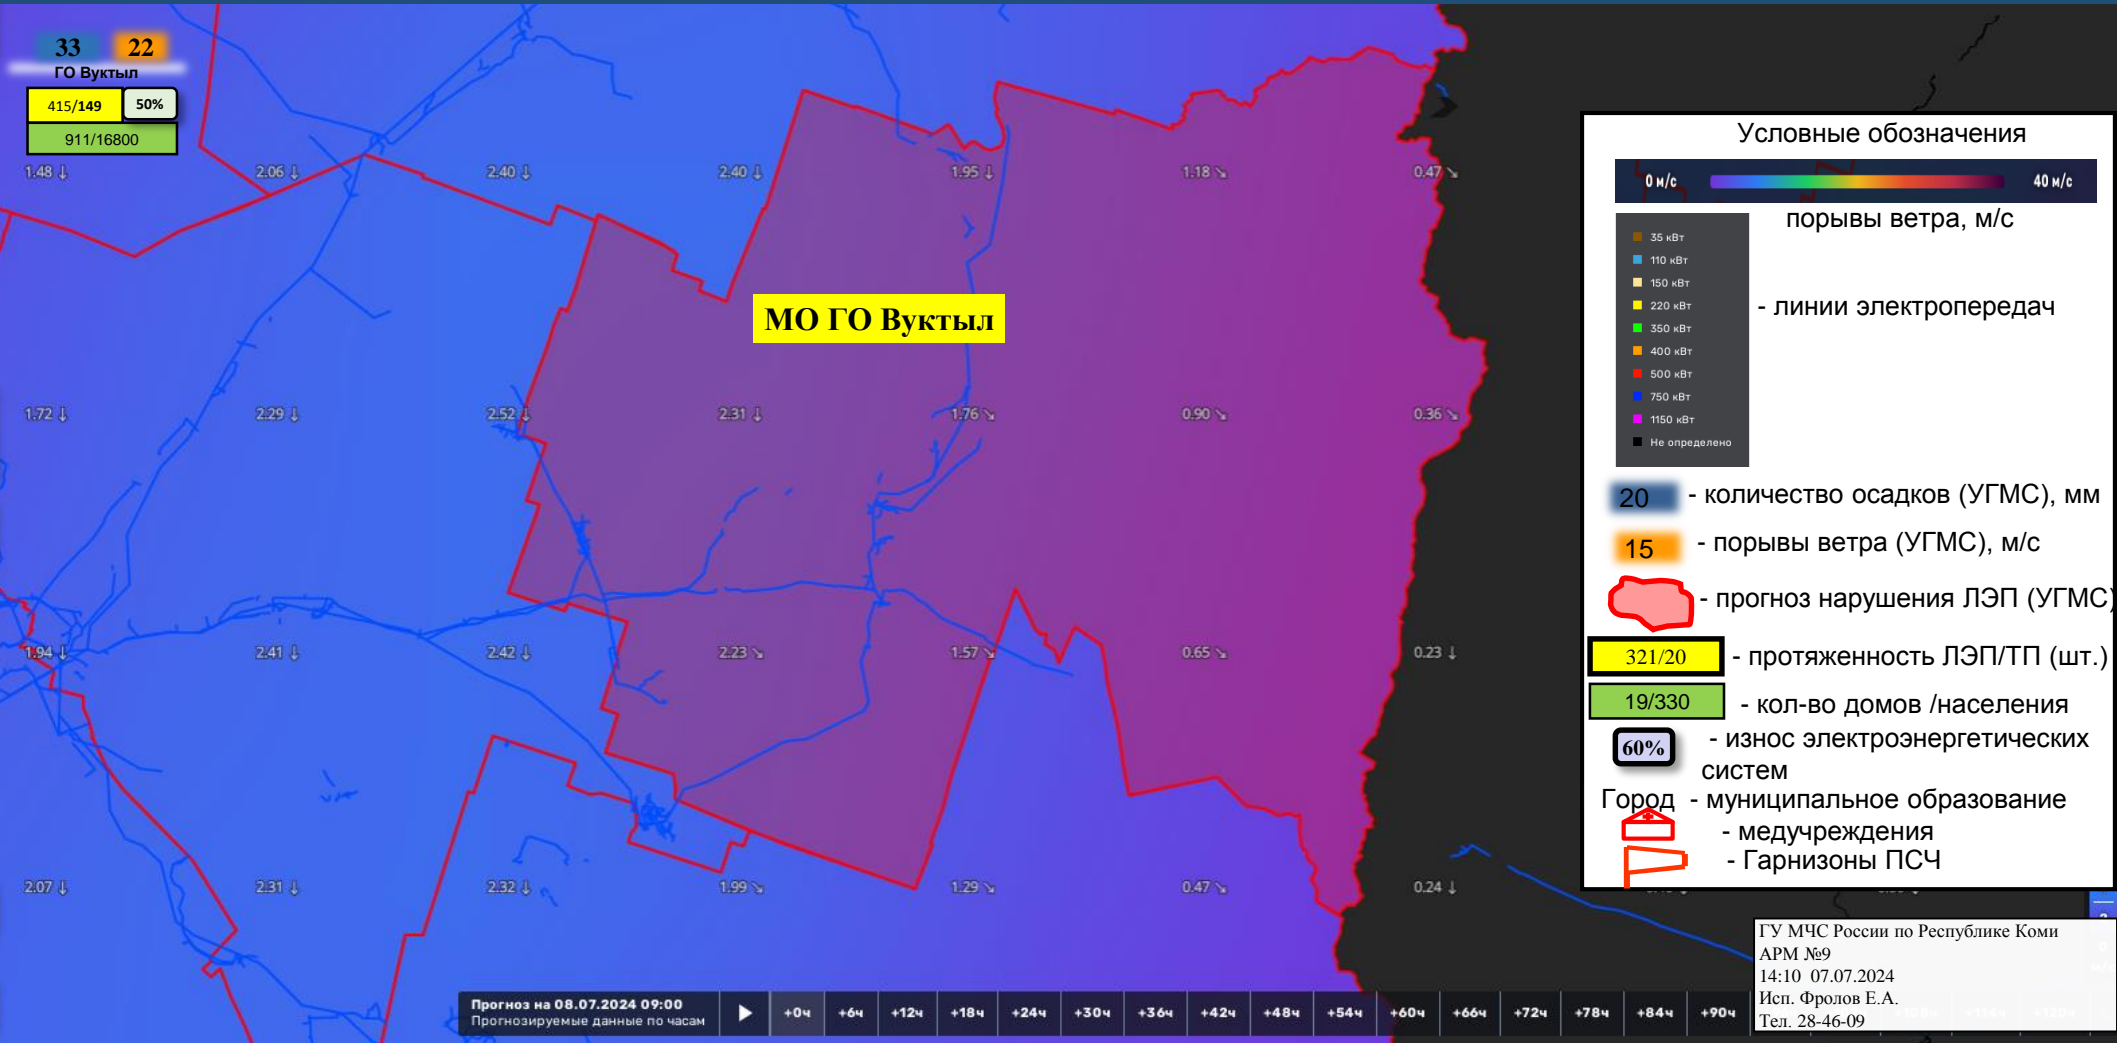 33 22
ГО Вуктыл
415/149 50%
911/16800
1.48 ↓ 2.06 ↓ 2.40 ↓ 2.40 ↓ 1.95 ↓ 1.18 ↘ 0.47 ↘
МО ГО Вуктыл
1.72 ↓ 2.29 ↓ 2.52 ↓ 2.31 ↓ 1.76 ↘ 0.90 ↘ 0.36 ↘
1.94 ↓ 2.41 ↓ 2.42 ↓ 2.23 ↘ 1.57 ↘ 0.65 ↘ 0.23 ↓
2.07 ↓ 2.31 ↓ 2.32 ↓ 1.99 ↘ 1.29 ↘ 0.47 ↘ 0.24 ↓
Условные обозначения
0 м/с 40 м/с
порывы ветра, м/с
35 кВт
110 кВт
150 кВт
220 кВт
350 кВт
400 кВт
500 кВт
750 кВт
1150 кВт
Не определено
- линии электропередач
20 - количество осадков (УГМС), мм
15 - порывы ветра (УГМС), м/с
- прогноз нарушения ЛЭП (УГМС)
321/20 - протяженность ЛЭП/ТП (шт.)
19/330 - кол-во домов /населения
60% - износ электроэнергетических
систем
Город - муниципальное образование
- медучреждения
- Гарнизоны ПСЧ
ГУ МЧС России по Республике Коми
АРМ №9
14:10 07.07.2024
Исп. Фролов Е.А.
Тел. 28-46-09
Прогноз на 08.07.2024 09:00
Прогнозируемые данные по часам
+0ч +6ч +12ч +18ч +24ч +30ч +36ч +42ч +48ч +54ч +60ч +66ч +72ч +78ч +84ч +90ч